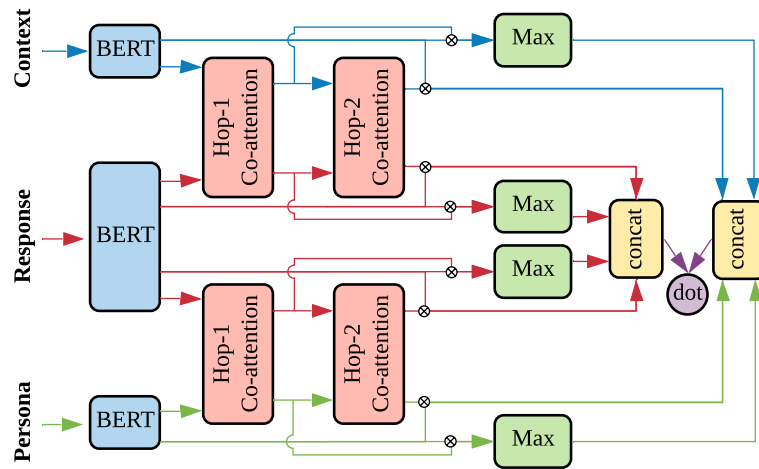 Context
BERT
Max
Hop-1
Co-attention
Hop-2
Co-attention
Response
BERT
Max
Max
concat
concat
dot
Hop-1
Co-attention
Hop-2
Co-attention
Persona
BERT
Max